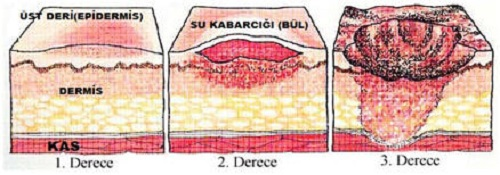 ÜST DERİ(EPİDERMİS)
SU KABARCIĞI (BÜL)
DERMİS
KAS
1. Derece
2. Derece
3. Derece